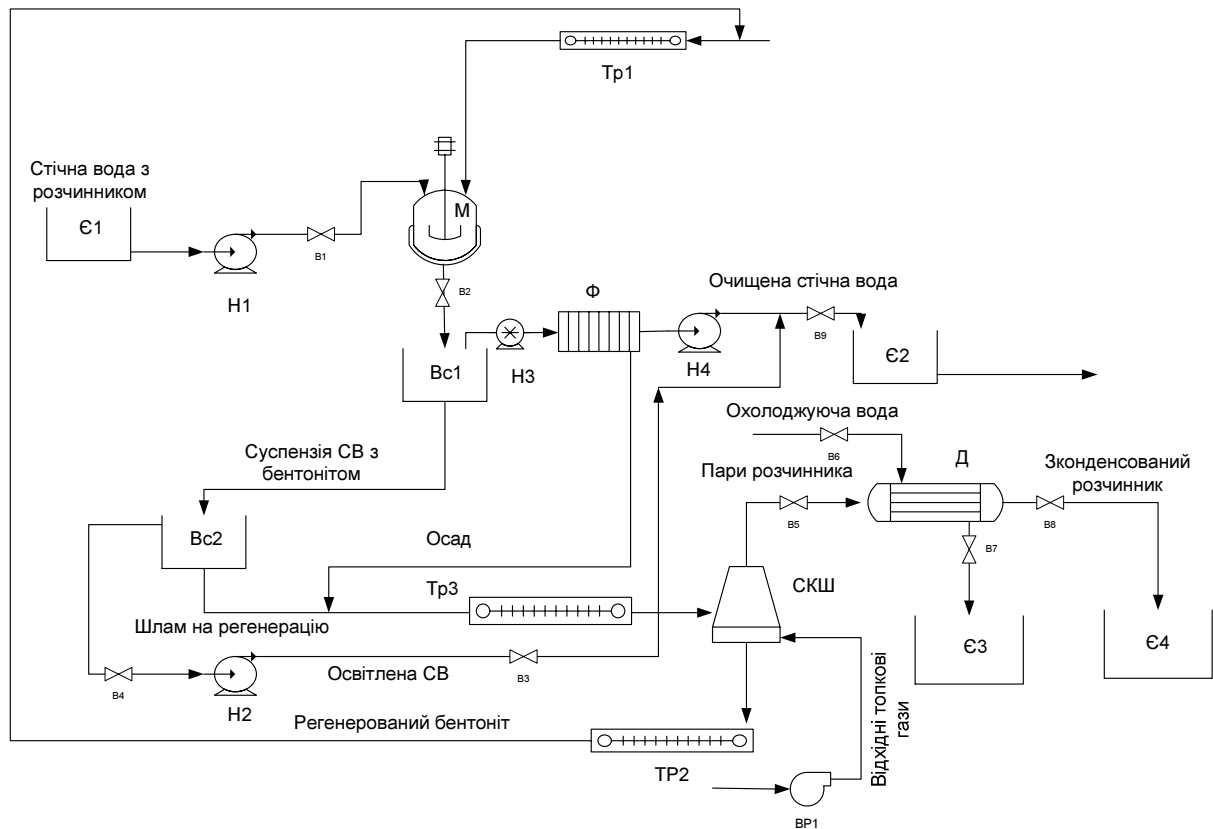 Тр1
Стічна вода з
розчинником
Є1
М
В1
Н1
В2
Ф
Очищена стічна вода
В9
Є2
Вс1
Н3
Н4
Охолоджуюча вода
В6
Суспензія СВ з
бентонітом
Пари розчинника
Д
Зконденсований
розчинник
В5
В8
В7
Вс2
Осад
Тр3
СКШ
Шлам на регенерацію
Є3
Є4
В4
Освітлена СВ
В3
Н2
Регенерований бентоніт
Відхідні топкові
гази
ТР2
ВР1